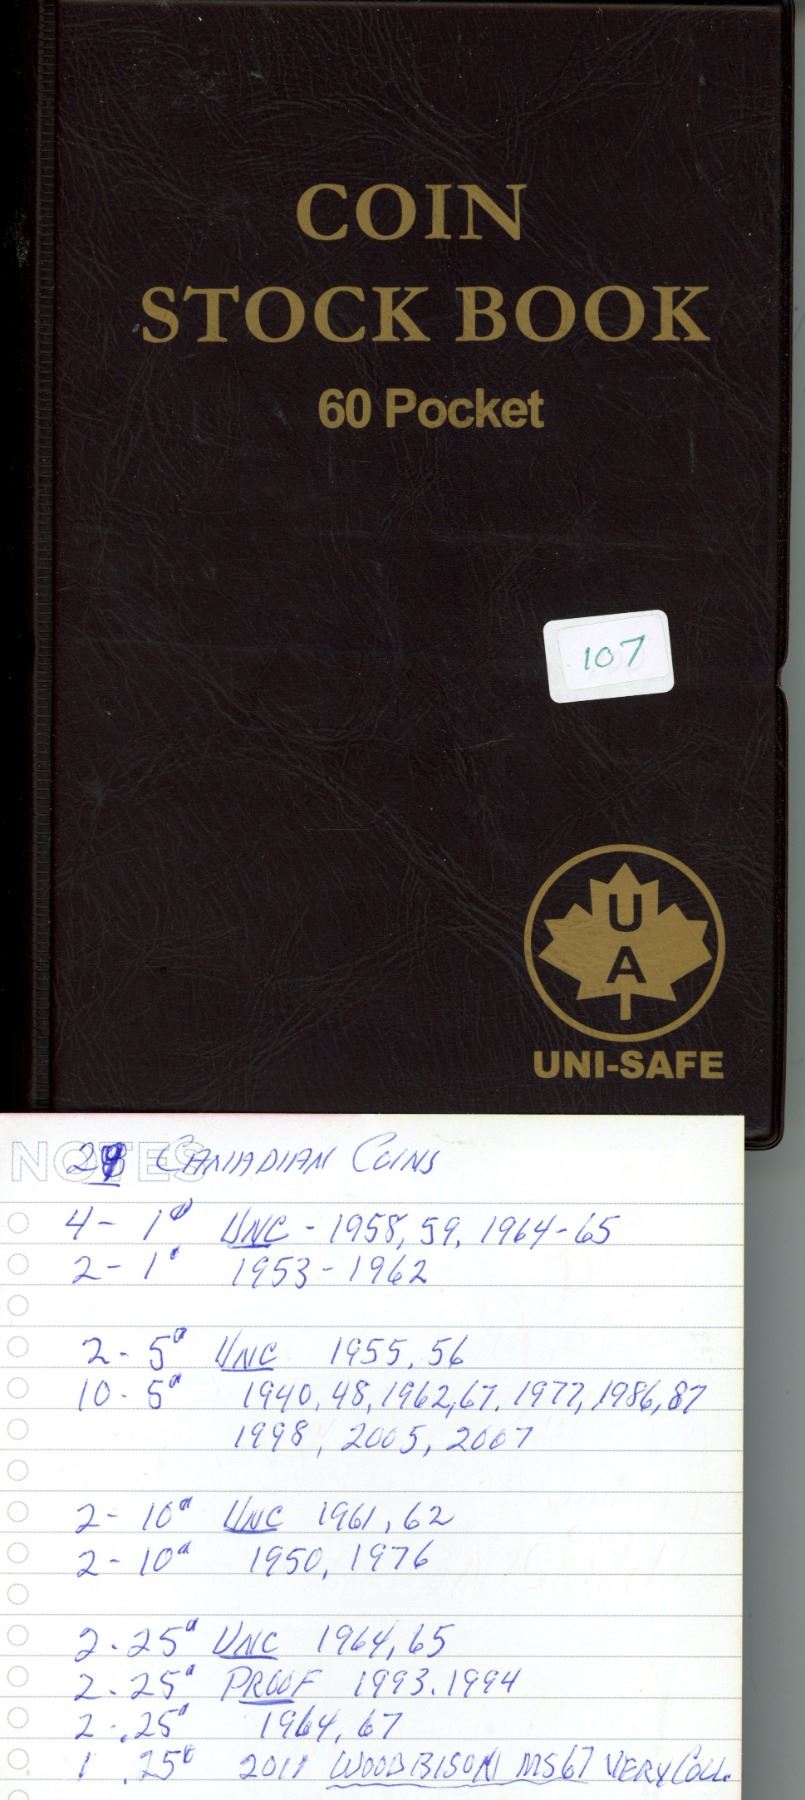 COIN
STOCK BOOK
60 Pocket
107
U
A
UNI-SAFE
NOTES
29 CANADIAN COINS
4 - 1¢ UNC - 1958, 59, 1964-65
2 - 1¢ 1953 - 1962
2 - 5¢ UNC 1955, 56
10 - 5¢ 1940, 48, 1962, 67, 1977, 1986, 87
1998, 2005, 2007
2 - 10¢ UNC 1961, 62
2 - 10¢ 1950, 1976
2 - 25¢ UNC 1964, 65
2 - 25¢ PROOF 1993. 1994
2 - .25¢ 1964, 67
1 .25¢ 2011 WOOD BISON MS67 VERY COLL.